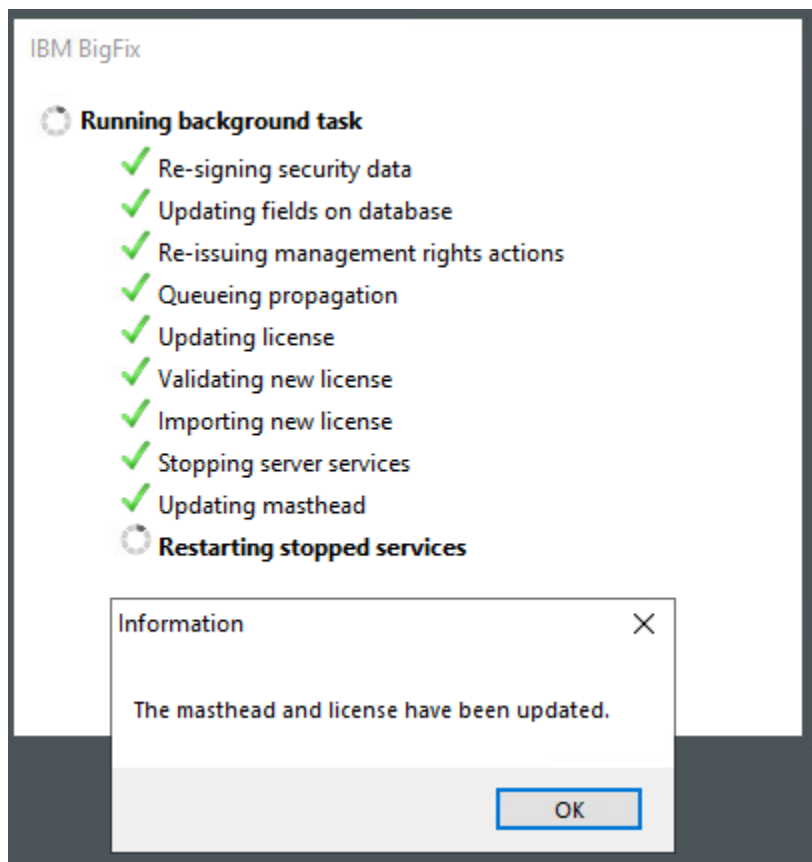 IBM BigFix
Running background task
Re-signing security data
Updating fields on database
Re-issuing management rights actions
Queueing propagation
Updating license
Validating new license
Importing new license
Stopping server services
Updating masthead
Restarting stopped services
Information
The masthead and license have been updated.
OK